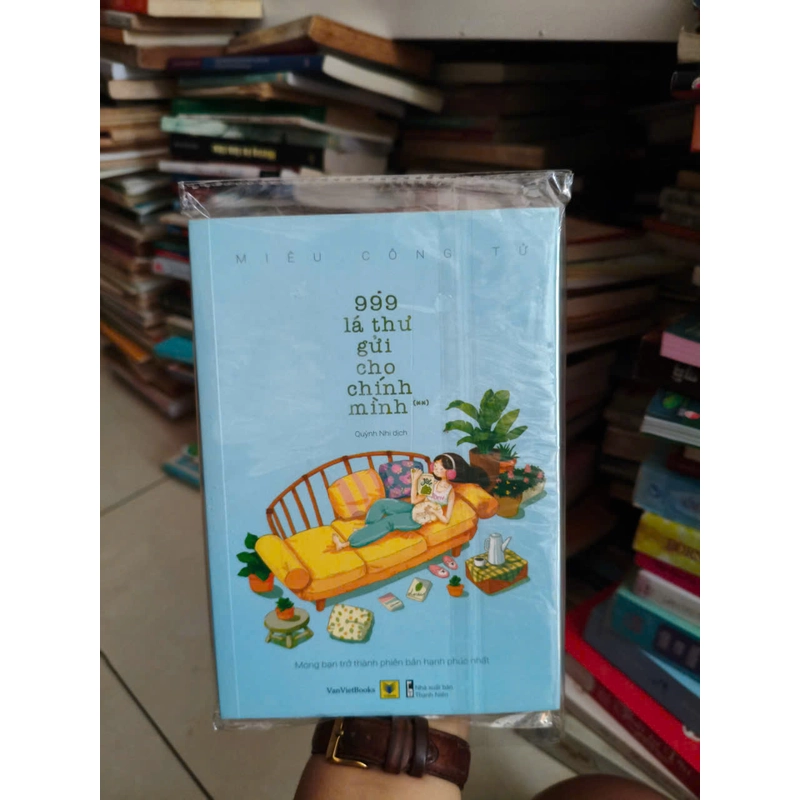 MIÊU CÔNG TỬ
999
lá thư
gửi
cho
chính
mình (**)
Quỳnh Nhi dịch
Mong bạn trở thành phiên bản hạnh phúc nhất
VanVietBooks
Nhà xuất bản
Thanh Niên